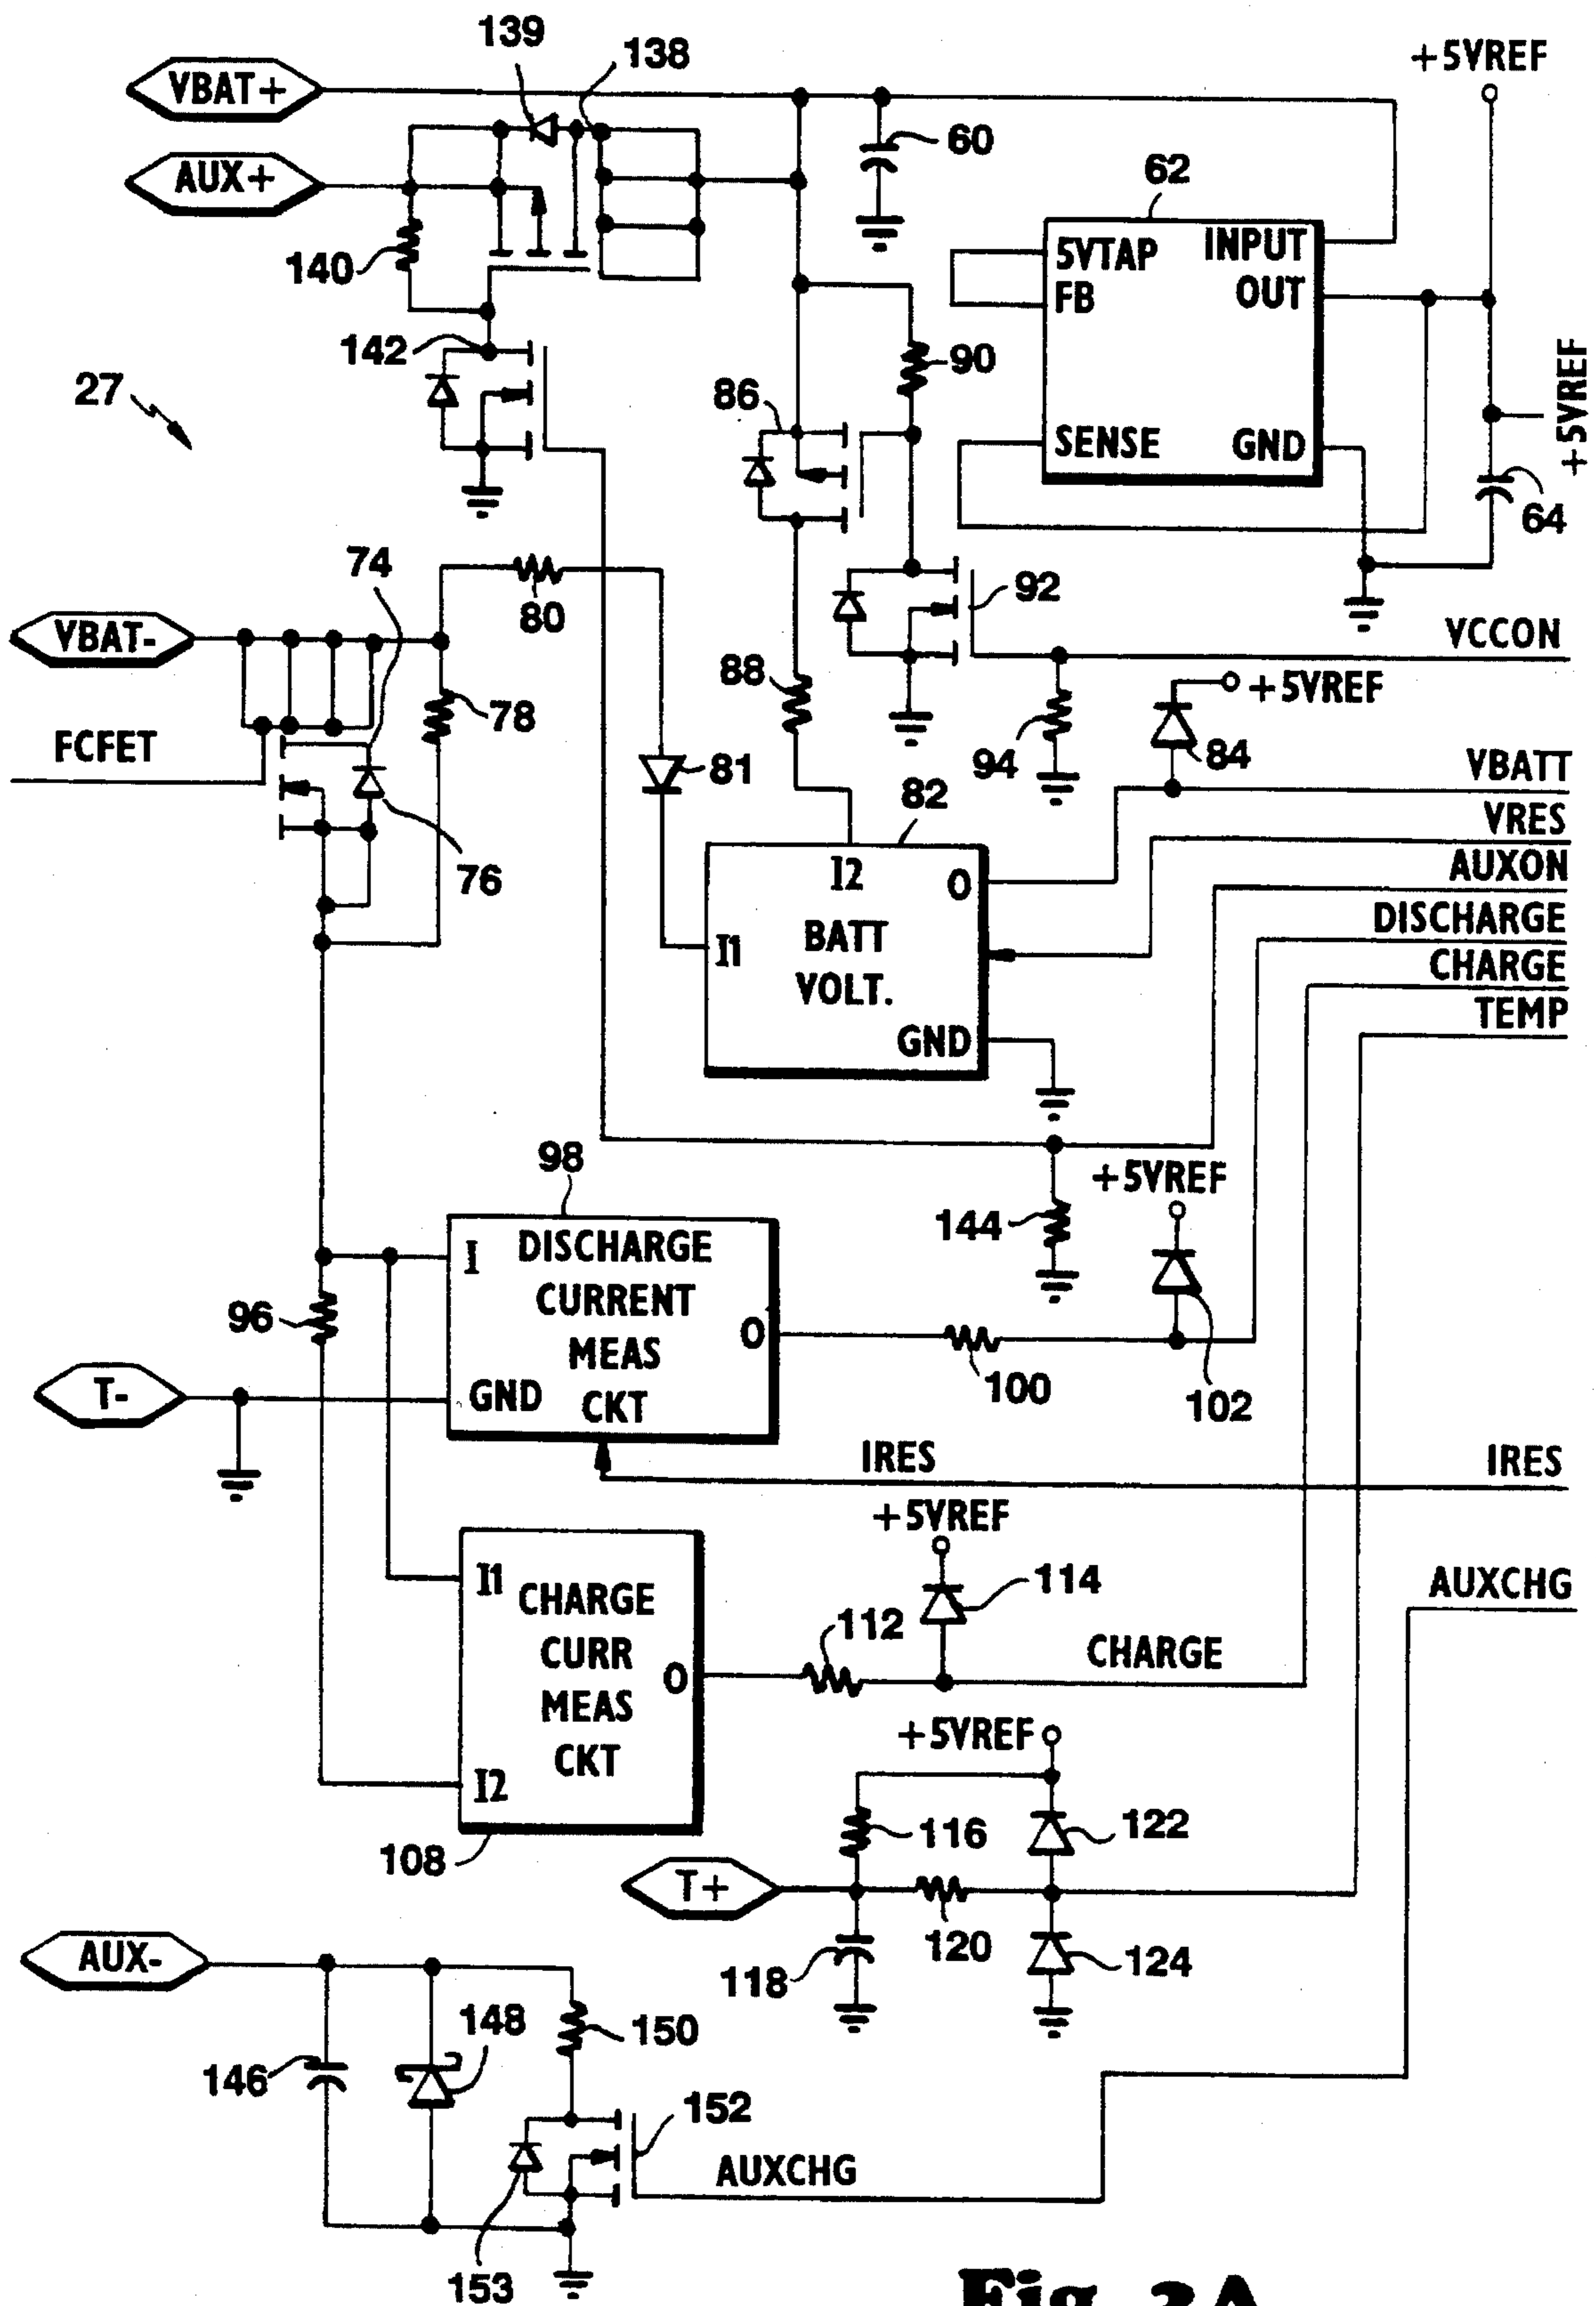 139
138
VBAT+
+5VREF
AUX+
60
62
5VTAP
INPUT
FB
OUT
140
142
90
27
86
SENSE
GND
+5VREF
64
74
80
92
VBAT-
VCCON
88
78
+5VREF
FCFET
94
84
81
82
VBATT
VRES
I2
O
AUXON
76
DISCHARGE
I1
BATT
VOLT.
CHARGE
TEMP
GND
98
+5VREF
144
I
DISCHARGE
CURRENT
MEAS
CKT
96
O
T-
GND
100
102
IRES
IRES
+5VREF
I1
CHARGE
CURR
MEAS
CKT
114
AUXCHG
112
CHARGE
O
+5VREF
I2
108
116
122
T+
120
124
118
AUX-
148
150
146
152
AUXCHG
153